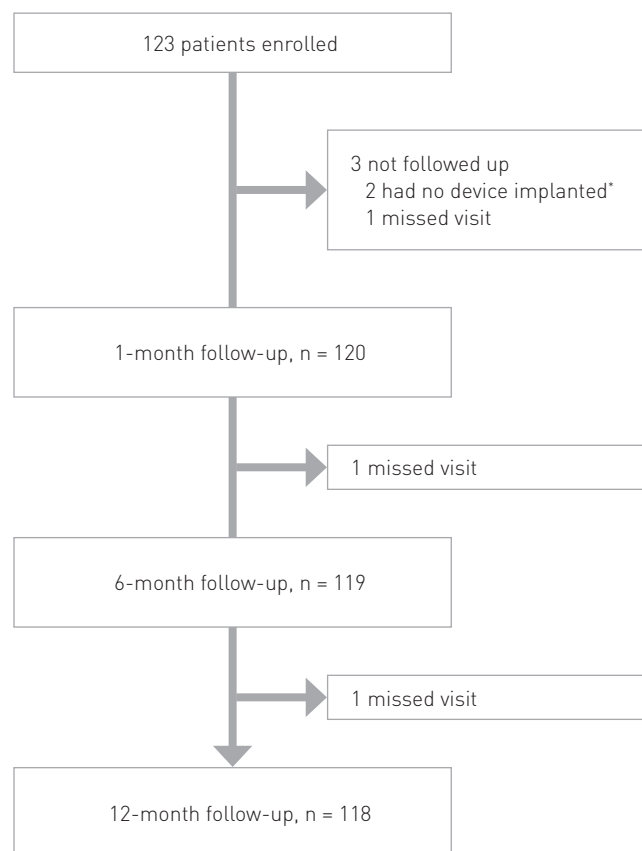 123 patients enrolled
3 not followed up
2 had no device implanted*
1 missed visit
1-month follow-up, n = 120
1 missed visit
6-month follow-up, n = 119
1 missed visit
12-month follow-up, n = 118